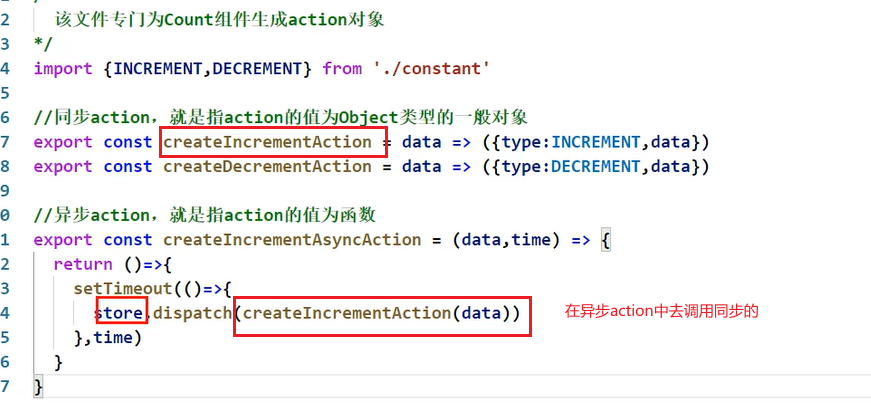 2 该文件专门为Count组件生成action对象
3 */
4 import {INCREMENT,DECREMENT} from './constant'
5
6 //同步action，就是指action的值为Object类型的一般对象
7 export const createIncrementAction = data => ({type:INCREMENT,data})
8 export const createDecrementAction = data => ({type:DECREMENT,data})
9
0 //异步action，就是指action的值为函数
1 export const createIncrementAsyncAction = (data,time) => {
2 return ()=>{
3 setTimeout(()=>{
4 store.dispatch(createIncrementAction(data)) 在异步action中去调用同步的
5 },time)
6 }
7 }